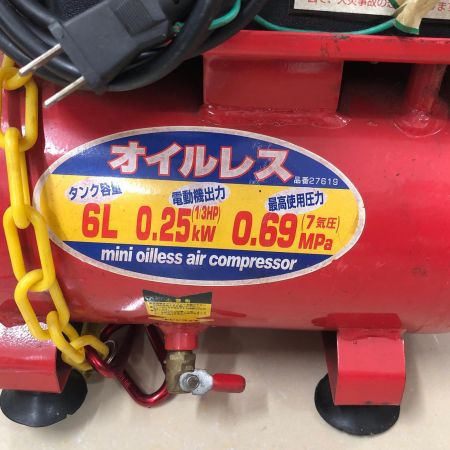 オイルレス
品番27619
タンク容量 電動機出力 最高使用圧力
6L 0.25kW (1/3HP) 0.69MPa (7気圧)
mini oilless air compressor